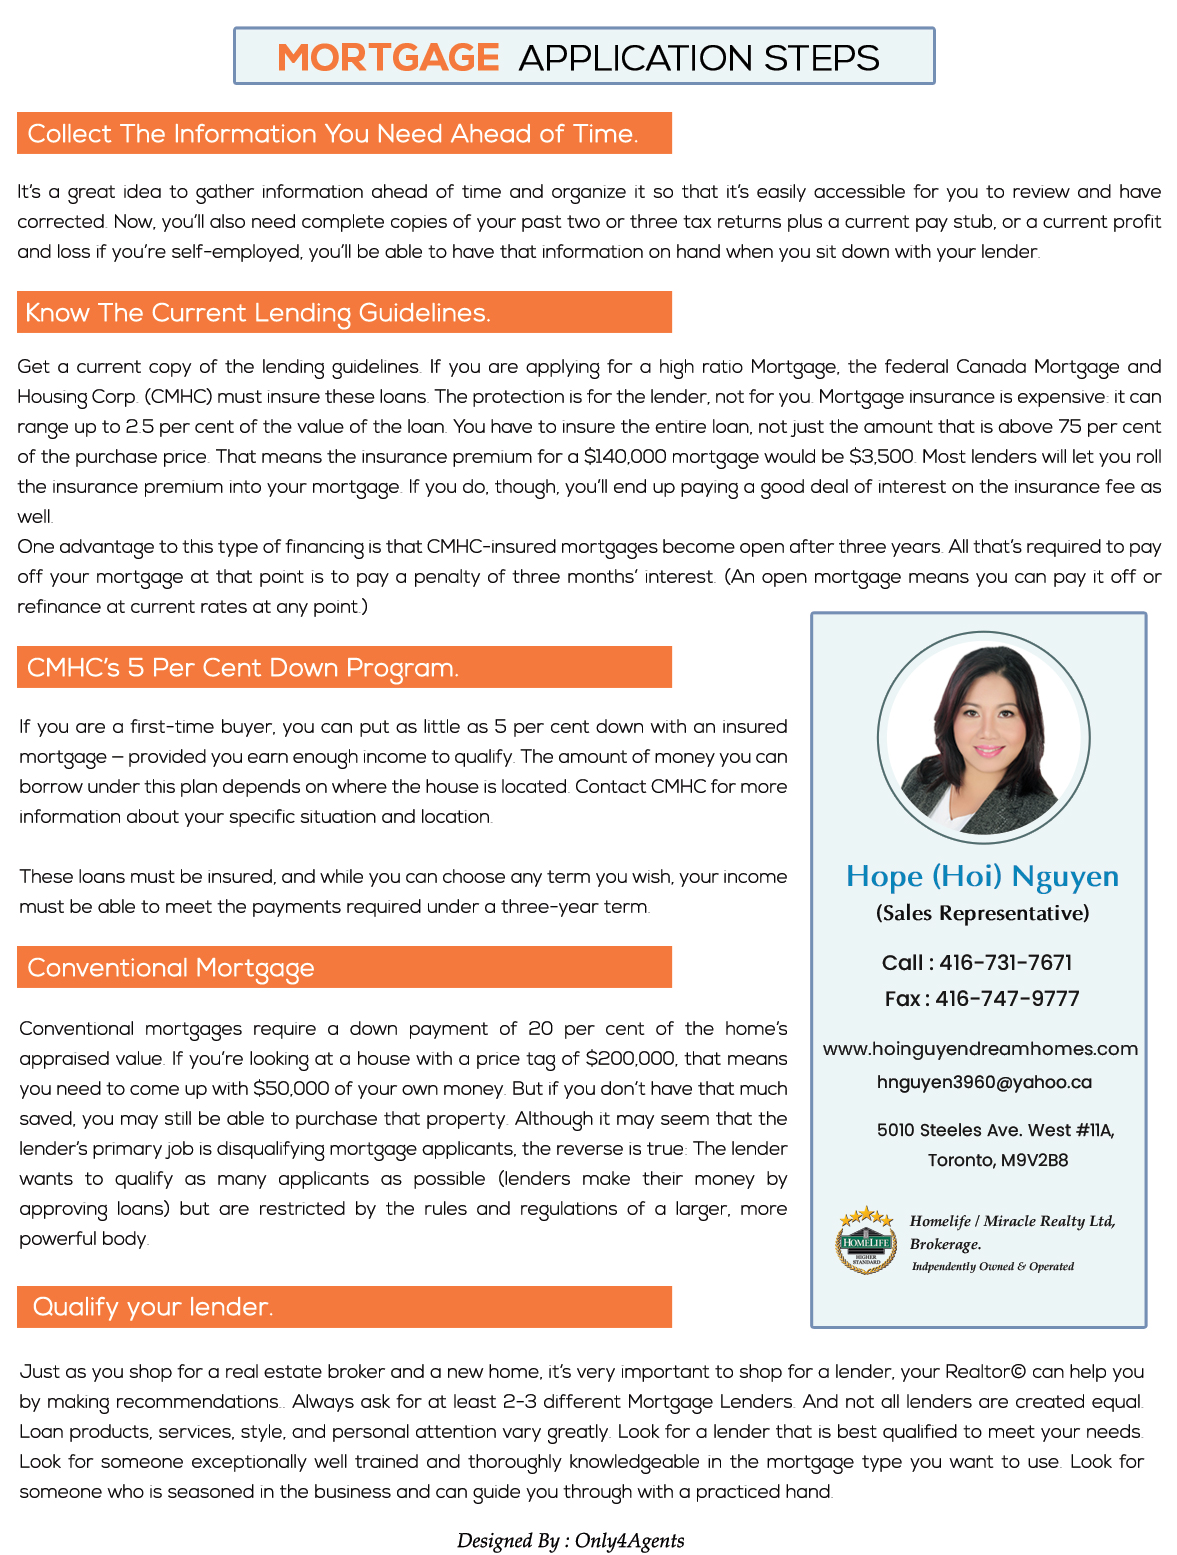 MORTGAGE APPLICATION STEPS
Collect The Information You Need Ahead of Time.
It's a great idea to gather information ahead of time and organize it so that it's easily accessible for you to review and have
corrected. Now, you'll also need complete copies of your past two or three tax returns plus a current pay stub, or a current profit
and loss if you're self-employed, you'll be able to have that information on hand when you sit down with your lender.
Know The Current Lending Guidelines.
Get a current copy of the lending guidelines. If you are applying for a high ratio Mortgage, the federal Canada Mortgage and
Housing Corp. (CMHC) must insure these loans. The protection is for the lender, not for you. Mortgage insurance is expensive: it can
range up to 2.5 per cent of the value of the loan. You have to insure the entire loan, not just the amount that is above 75 per cent
of the purchase price. That means the insurance premium for a $140,000 mortgage would be $3,500. Most lenders will let you roll
the insurance premium into your mortgage. If you do, though, you'll end up paying a good deal of interest on the insurance fee as
well.
One advantage to this type of financing is that CMHC-insured mortgages become open after three years. All that's required to pay
off your mortgage at that point is to pay a penalty of three months' interest. (An open mortgage means you can pay it off or
refinance at current rates at any point.)
CMHC's 5 Per Cent Down Program.
If you are a first-time buyer, you can put as little as 5 per cent down with an insured
mortgage – provided you earn enough income to qualify. The amount of money you can
borrow under this plan depends on where the house is located. Contact CMHC for more
information about your specific situation and location.
These loans must be insured, and while you can choose any term you wish, your income
must be able to meet the payments required under a three-year term.
Conventional Mortgage
Conventional mortgages require a down payment of 20 per cent of the home's
appraised value. If you're looking at a house with a price tag of $200,000, that means
you need to come up with $50,000 of your own money. But if you don't have that much
saved, you may still be able to purchase that property. Although it may seem that the
lender's primary job is disqualifying mortgage applicants, the reverse is true: The lender
wants to qualify as many applicants as possible (lenders make their money by
approving loans) but are restricted by the rules and regulations of a larger, more
powerful body.
Hope (Hoi) Nguyen
(Sales Representative)
Call : 416-731-7671
Fax : 416-747-9777
www.hoinguyendreamhomes.com
hnguyen3960@yahoo.ca
5010 Steeles Ave. West #11A,
Toronto, M9V2B8
HOMELIFE
HIGHER
STANDARD
Homelife / Miracle Realty Ltd,
Brokerage.
Indpendently Owned & Operated
Qualify your lender.
Just as you shop for a real estate broker and a new home, it's very important to shop for a lender, your Realtor© can help you
by making recommendations.. Always ask for at least 2-3 different Mortgage Lenders. And not all lenders are created equal.
Loan products, services, style, and personal attention vary greatly. Look for a lender that is best qualified to meet your needs.
Look for someone exceptionally well trained and thoroughly knowledgeable in the mortgage type you want to use. Look for
someone who is seasoned in the business and can guide you through with a practiced hand.
Designed By : Only4Agents